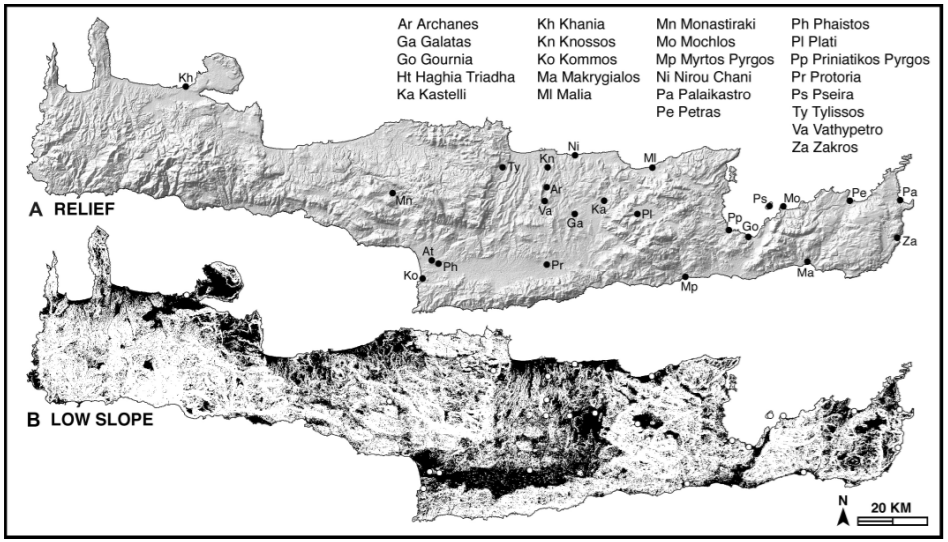 Ar Archanes
Ga Galatas
Go Gournia
Ht Haghia Triadha
Ka Kastelli
Kh Khania
Kn Knossos
Ko Kommos
Ma Makrygialos
Ml Malia
Mn Monastiraki
Mo Mochlos
Mp Myrtos Pyrgos
Ni Nirou Chani
Pa Palaikastro
Pe Petras
Ph Phaistos
Pl Plati
Pp Priniatikos Pyrgos
Pr Protoria
Ps Pseira
Ty Tylissos
Va Vathypetro
Za Zakros
Kh
Ni
Ty
Kn
Ml
Ar
Mn
Va
Ka
Pl
Ga
Ps
Mo
Pe
Pa
Pp
Go
Za
A RELIEF
At
Ph
Pr
Ko
Ma
Mp
B LOW SLOPE
N
20 KM